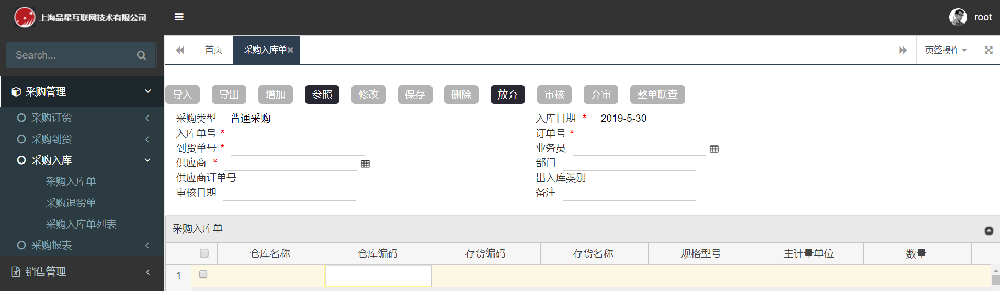 上海品星互联网技术有限公司
root
Search...
首页
采购入库单
页签操作
采购管理
采购订货
采购到货
采购入库
采购入库单
采购退货单
采购入库单列表
采购报表
销售管理
导入 导出 增加 参照 修改 保存 删除 放弃 审核 弃审 整单联查
采购类型 普通采购 入库日期 * 2019-5-30
入库单号 * 订单号 *
到货单号 * 业务员
供应商 * 部门
供应商订单号 出入库类别
审核日期 备注
采购入库单
仓库名称 仓库编码 存货编码 存货名称 规格型号 主计量单位 数量
1